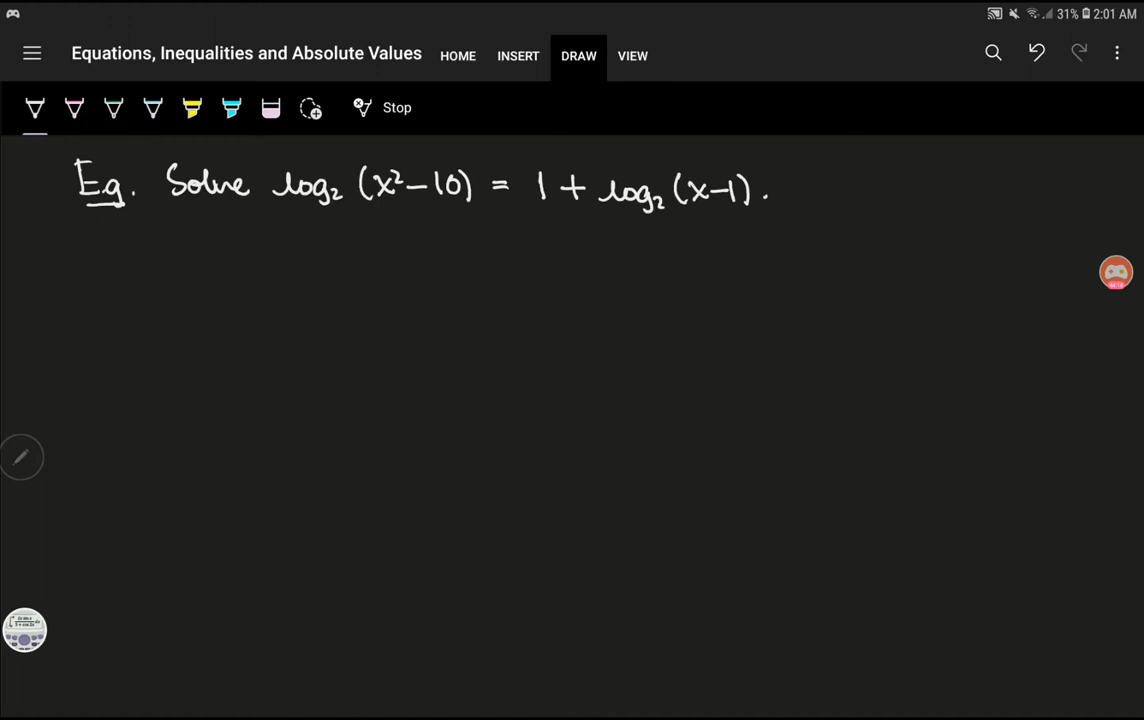 31% 2:01 AM
Equations, Inequalities and Absolute Values HOME INSERT DRAW VIEW
Stop
Eg. Solve log₂ (x²−10) = 1 + log₂ (x−1).